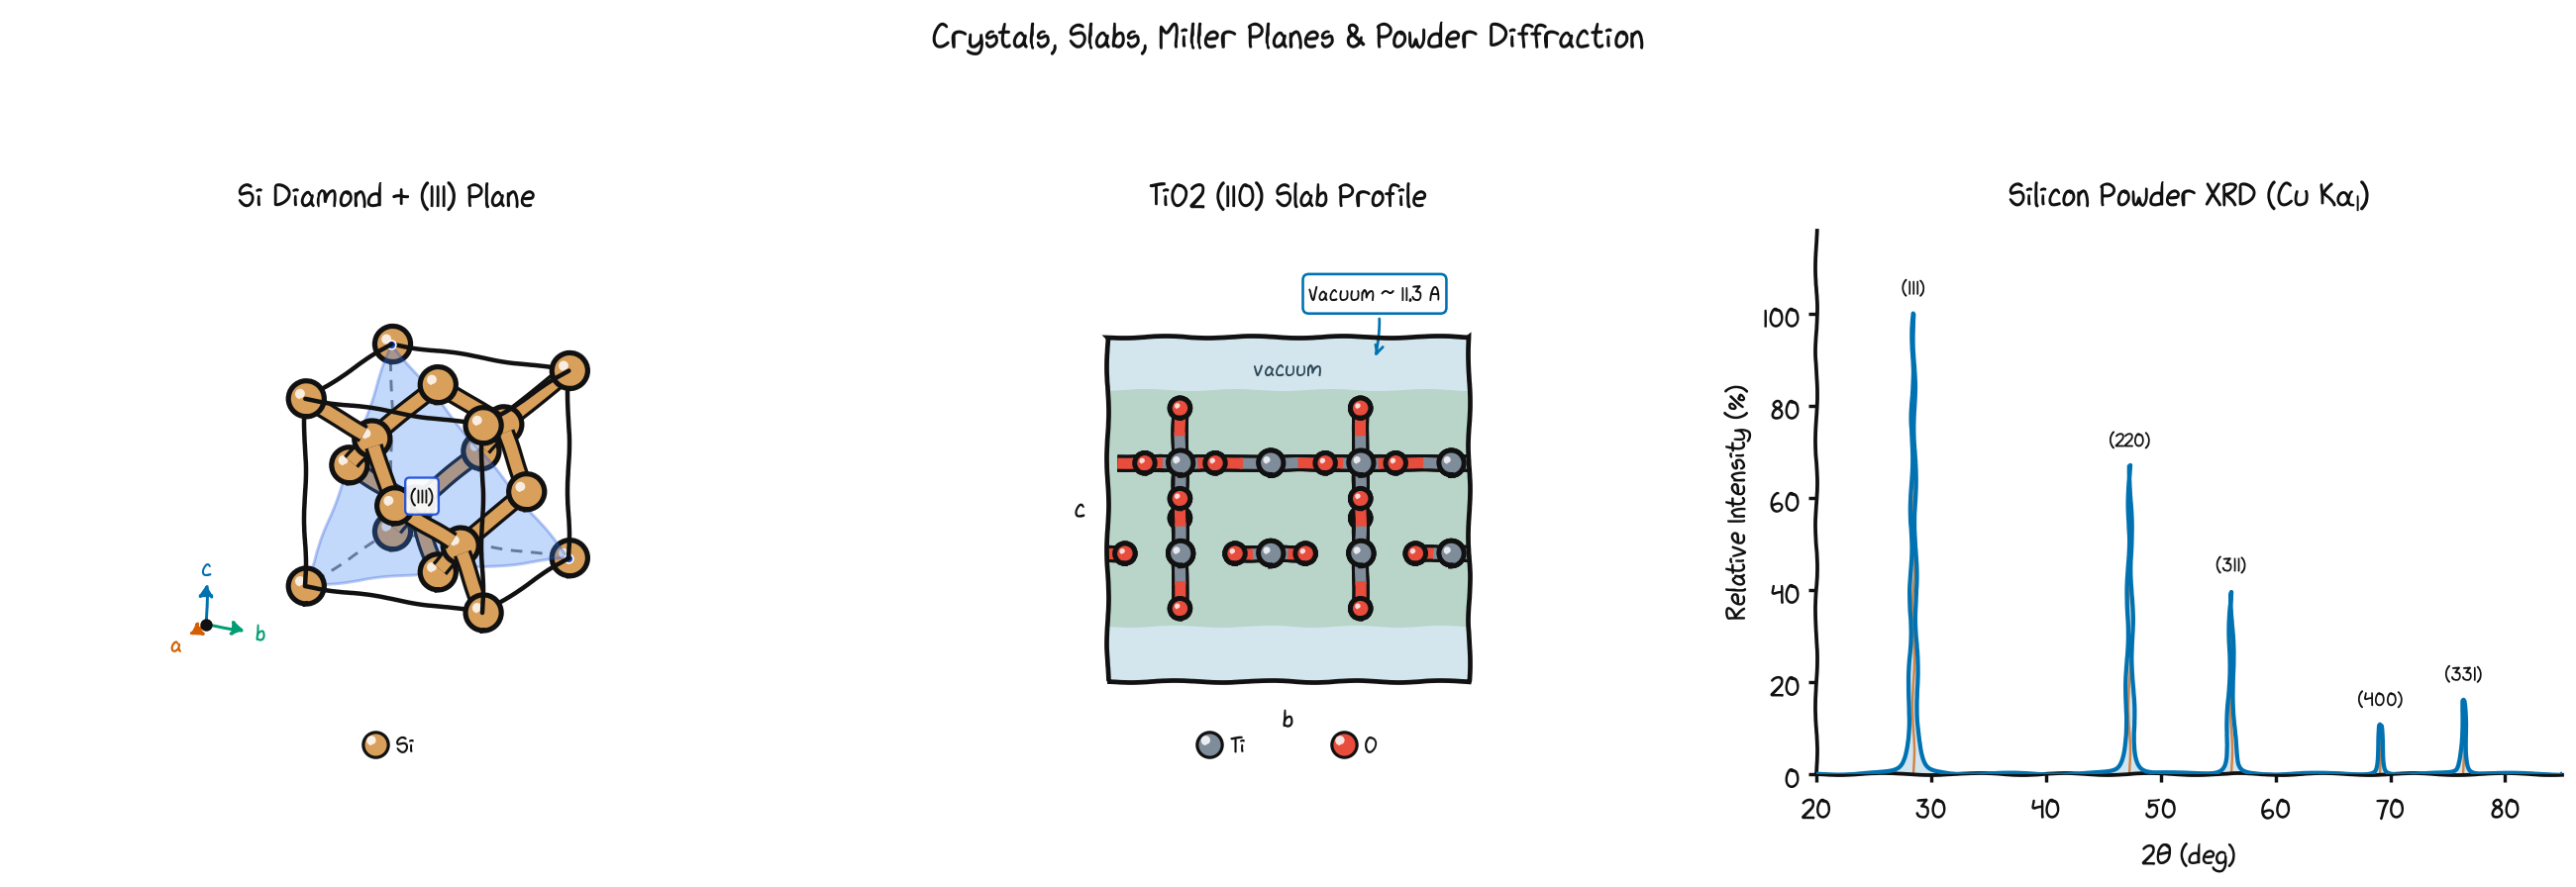 Crystals, Slabs, Miller Planes & Powder Diffraction
Si Diamond + (111) Plane
(111)
c
a
b
Si
TiO2 (110) Slab Profile
Vacuum ~ 11.3 A
vacuum
c
b
Ti
O
Silicon Powder XRD (Cu Kα₁)
Relative Intensity (%)
100
80
60
40
20
0
(111)
(220)
(311)
(400)
(331)
20 30 40 50 60 70 80
2θ (deg)